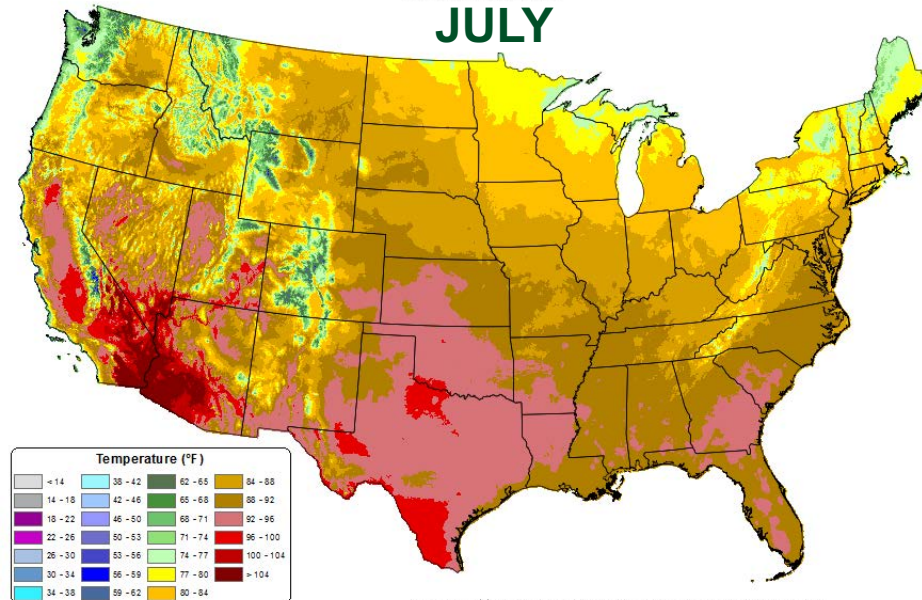 JULY
Temperature (°F)
< 14 38 - 42 62 - 65 84 - 88
14 - 18 42 - 46 65 - 68 88 - 92
18 - 22 46 - 50 68 - 71 92 - 96
22 - 26 50 - 53 71 - 74 96 - 100
26 - 30 53 - 56 74 - 77 100 - 104
30 - 34 56 - 59 77 - 80 > 104
34 - 38 59 - 62 80 - 84